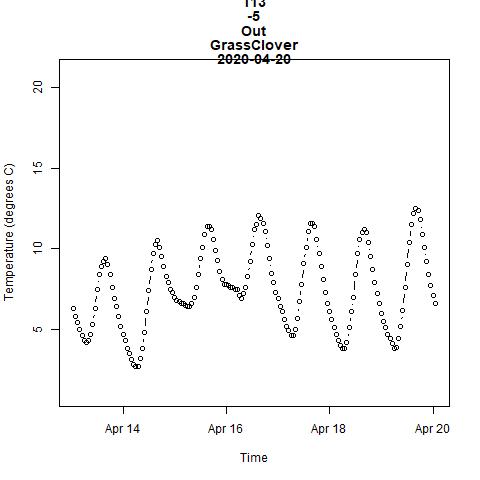 T13
-5
Out
GrassClover
2020-04-20
Temperature (degrees C)
20
15
10
5
Apr 14
Apr 16
Apr 18
Apr 20
Time